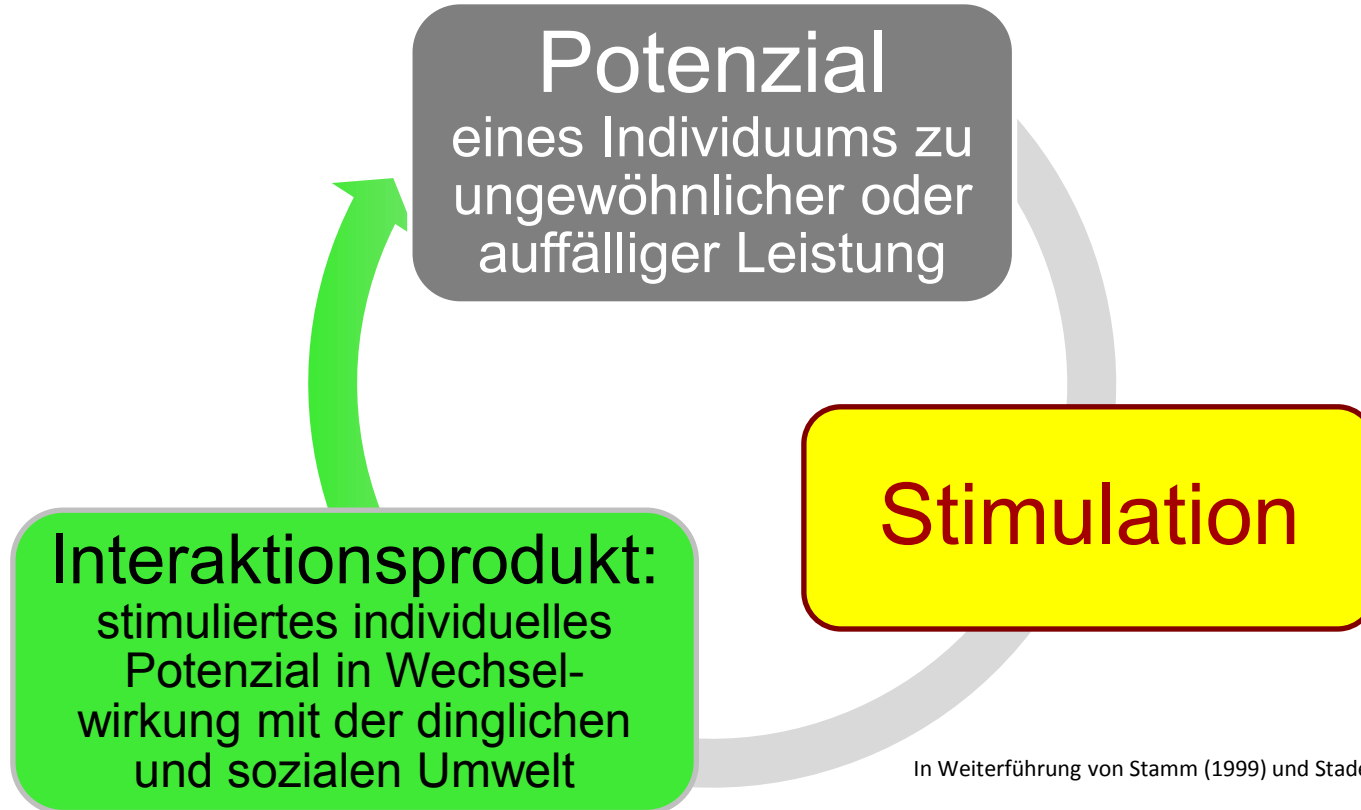 Potenzial
eines Individuums zu
ungewöhnlicher oder
auffälliger Leistung
Stimulation
Interaktionsprodukt:
stimuliertes individuelles
Potenzial in Wechsel-
wirkung mit der dinglichen
und sozialen Umwelt
In Weiterführung von Stamm (1999) und